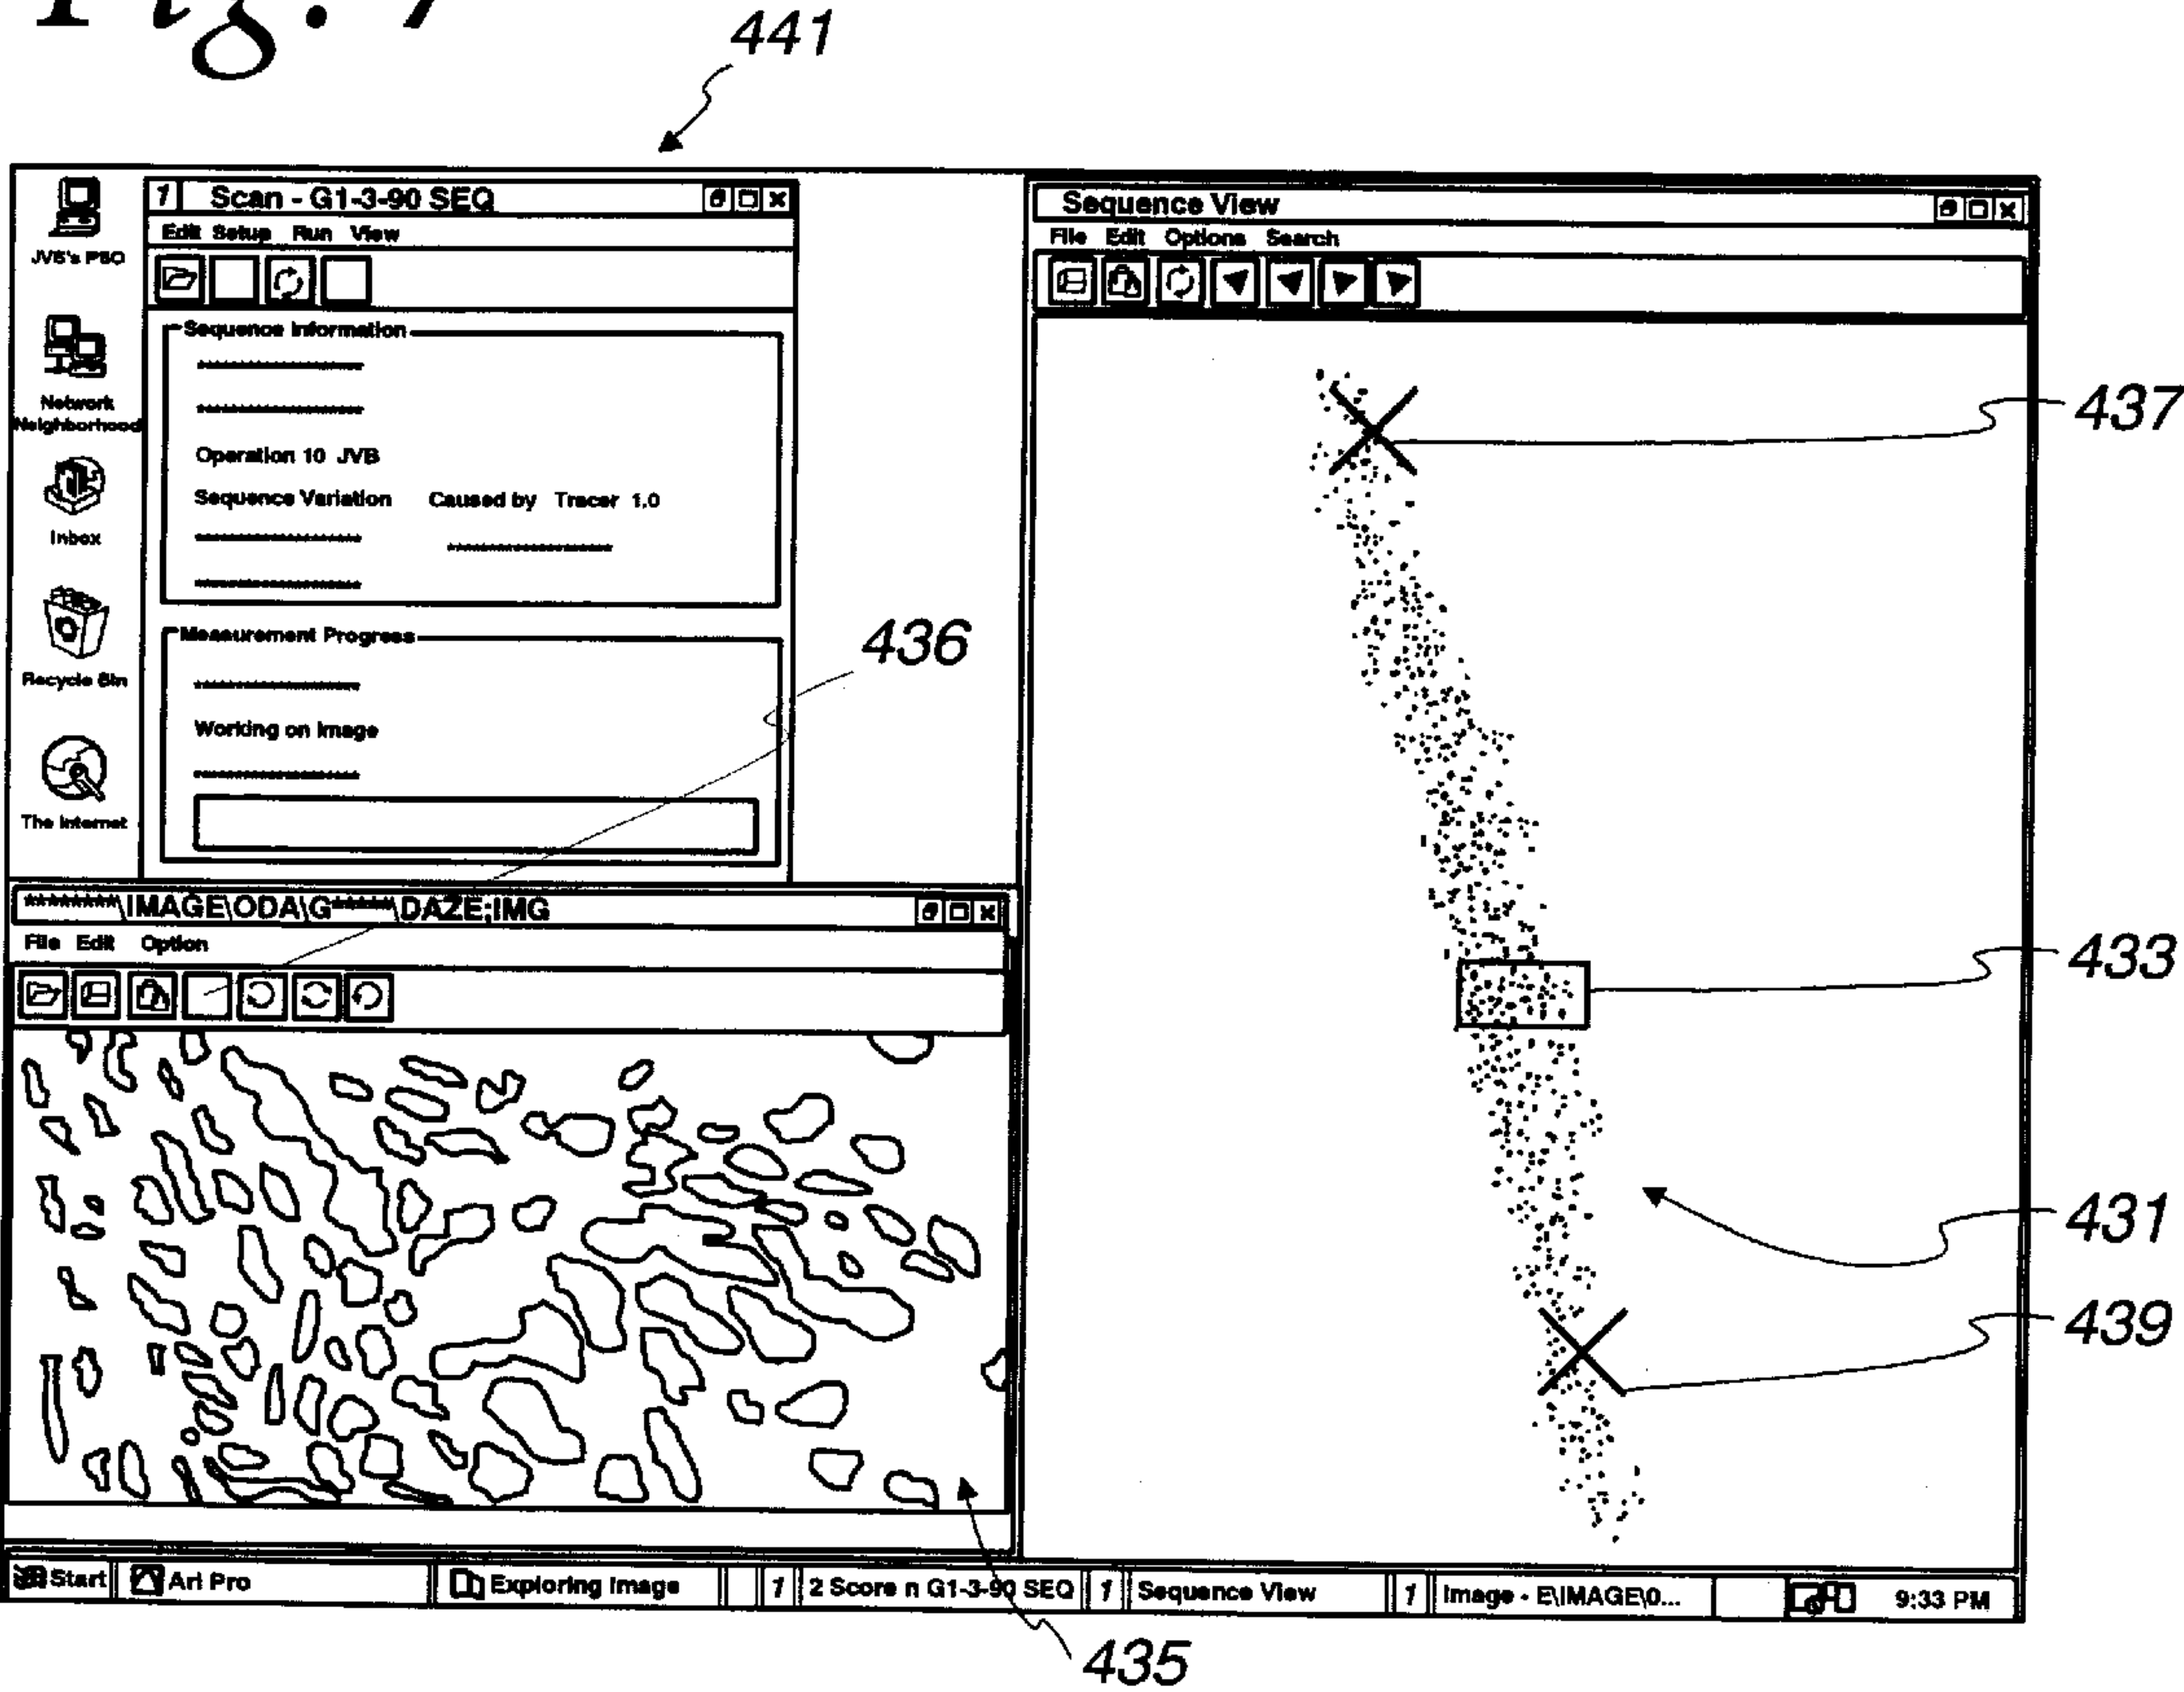 Fig. 7
441
JVS's PSO
Network
Neighborhood
Inbox
Recycle Bin
The Internet
1 Scan - G1-3-90 SEQ
Edit Setup Run View
Sequence Information
Operation 10 JVB
Sequence Variation Caused by Tracer 1.0
Measurement Progress
Working on Image
436
********\IMAGE\ODA\G*****\DAZE;IMG
File Edit Option
Sequence View
File Edit Options Search
437
433
431
439
Start
Ari Pro
Exploring Image
1 2 Score n G1-3-90 SEQ
1 Sequence View
1 Image - E\IMAGE\0...
9:33 PM
435